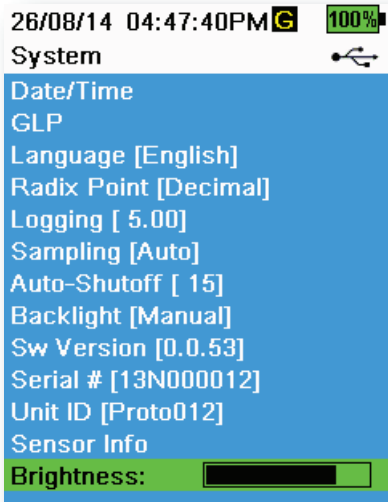 26/08/14 04:47:40PM G 100%
System
Date/Time
GLP
Language [English]
Radix Point [Decimal]
Logging [ 5.00]
Sampling [Auto]
Auto-Shutoff [ 15]
Backlight [Manual]
Sw Version [0.0.53]
Serial # [13N000012]
Unit ID [Proto012]
Sensor Info
Brightness: